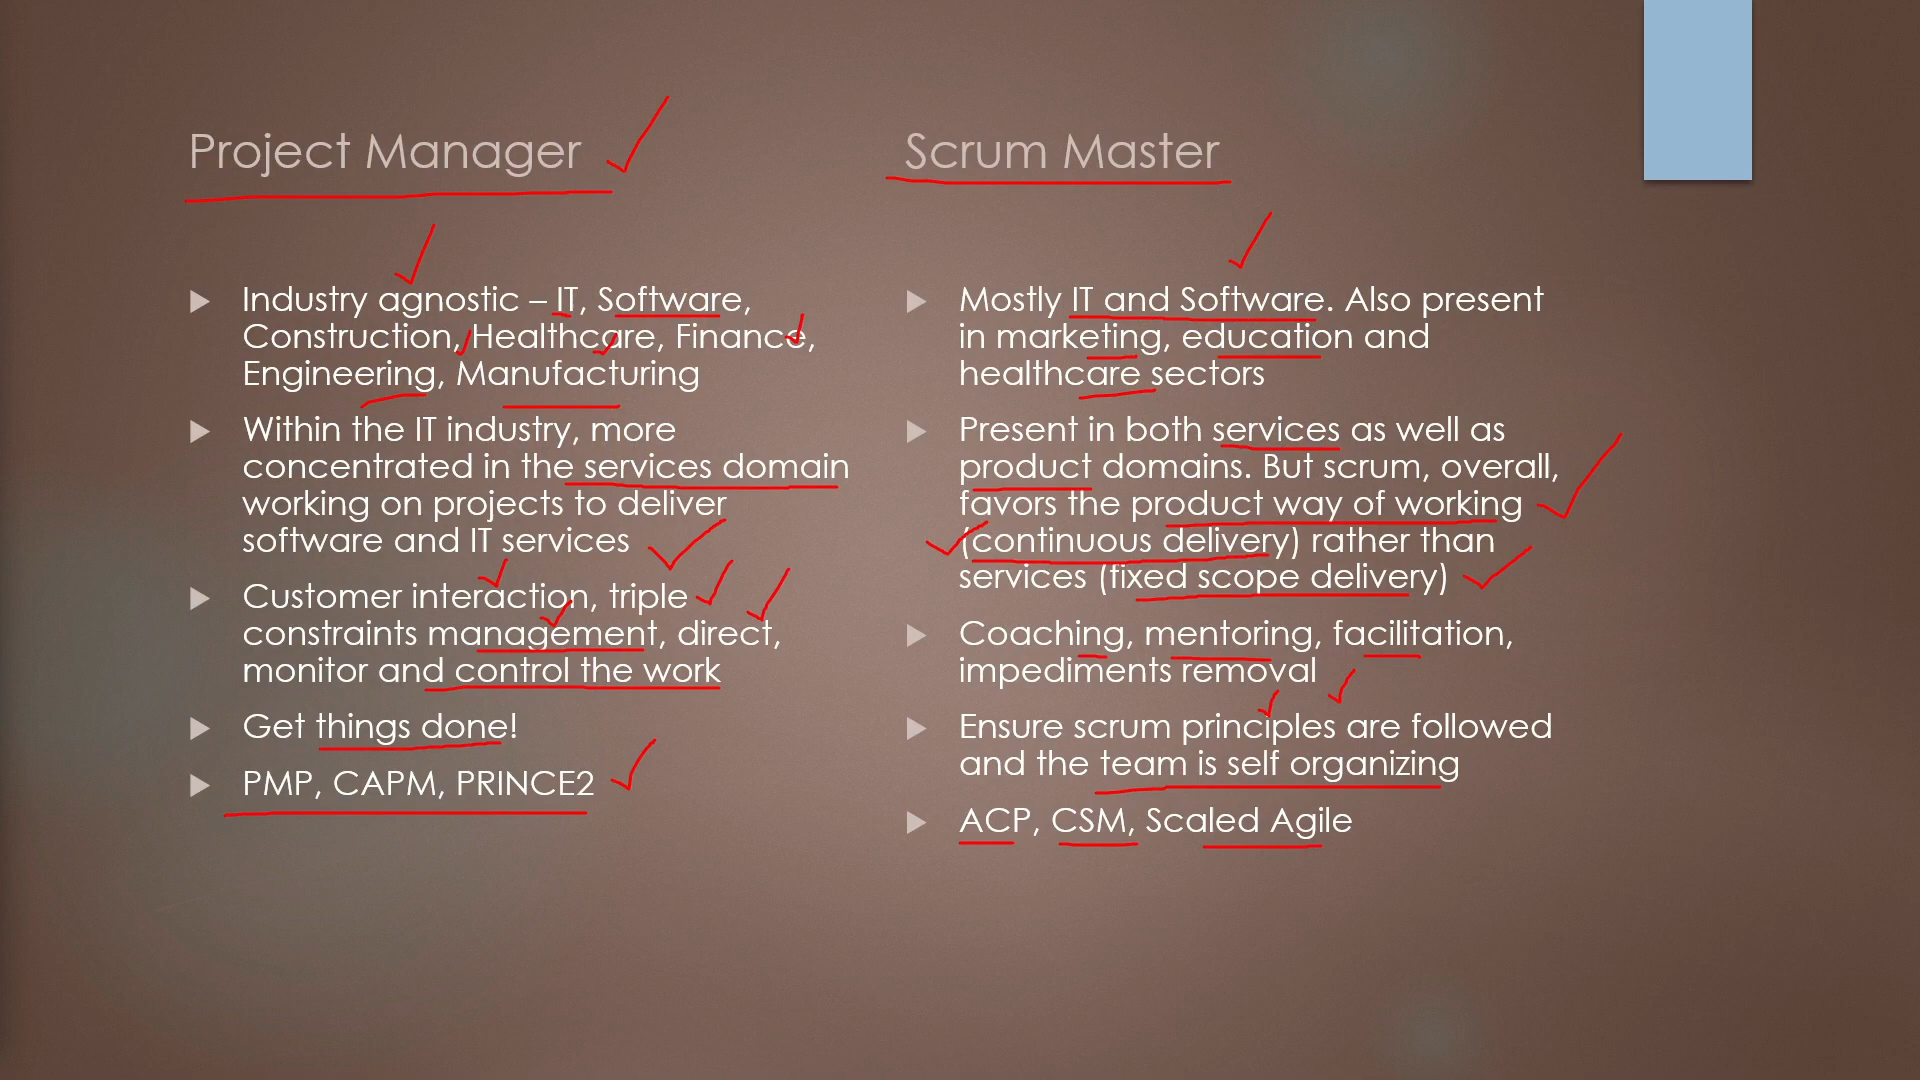 Project Manager
Industry agnostic – IT, Software,
Construction, Healthcare, Finance,
Engineering, Manufacturing
Within the IT industry, more
concentrated in the services domain
working on projects to deliver
software and IT services
Customer interaction, triple
constraints management, direct,
monitor and control the work
Get things done!
PMP, CAPM, PRINCE2
Scrum Master
Mostly IT and Software. Also present
in marketing, education and
healthcare sectors
Present in both services as well as
product domains. But scrum, overall,
favors the product way of working
(continuous delivery) rather than
services (fixed scope delivery)
Coaching, mentoring, facilitation,
impediments removal
Ensure scrum principles are followed
and the team is self organizing
ACP, CSM, Scaled Agile